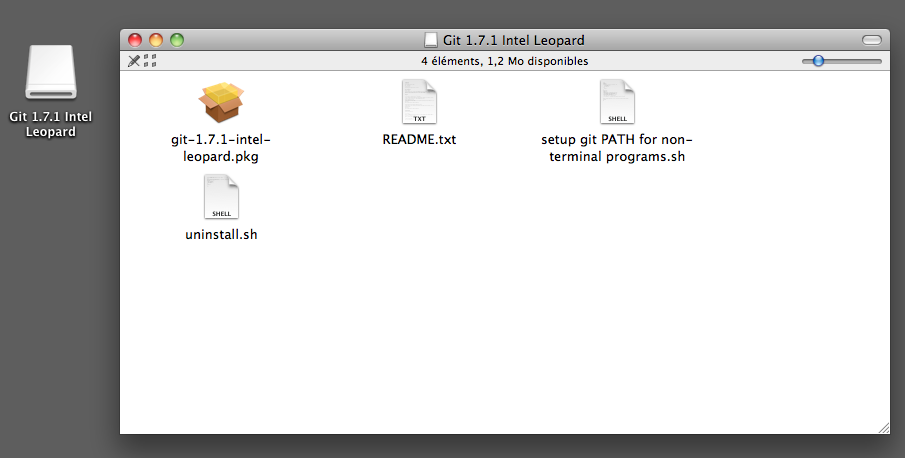 Git 1.7.1 Intel Leopard
4 éléments, 1,2 Mo disponibles
Git 1.7.1 Intel
Leopard
git-1.7.1-intel-
leopard.pkg
TXT
README.txt
SHELL
setup git PATH for non-
terminal programs.sh
SHELL
uninstall.sh